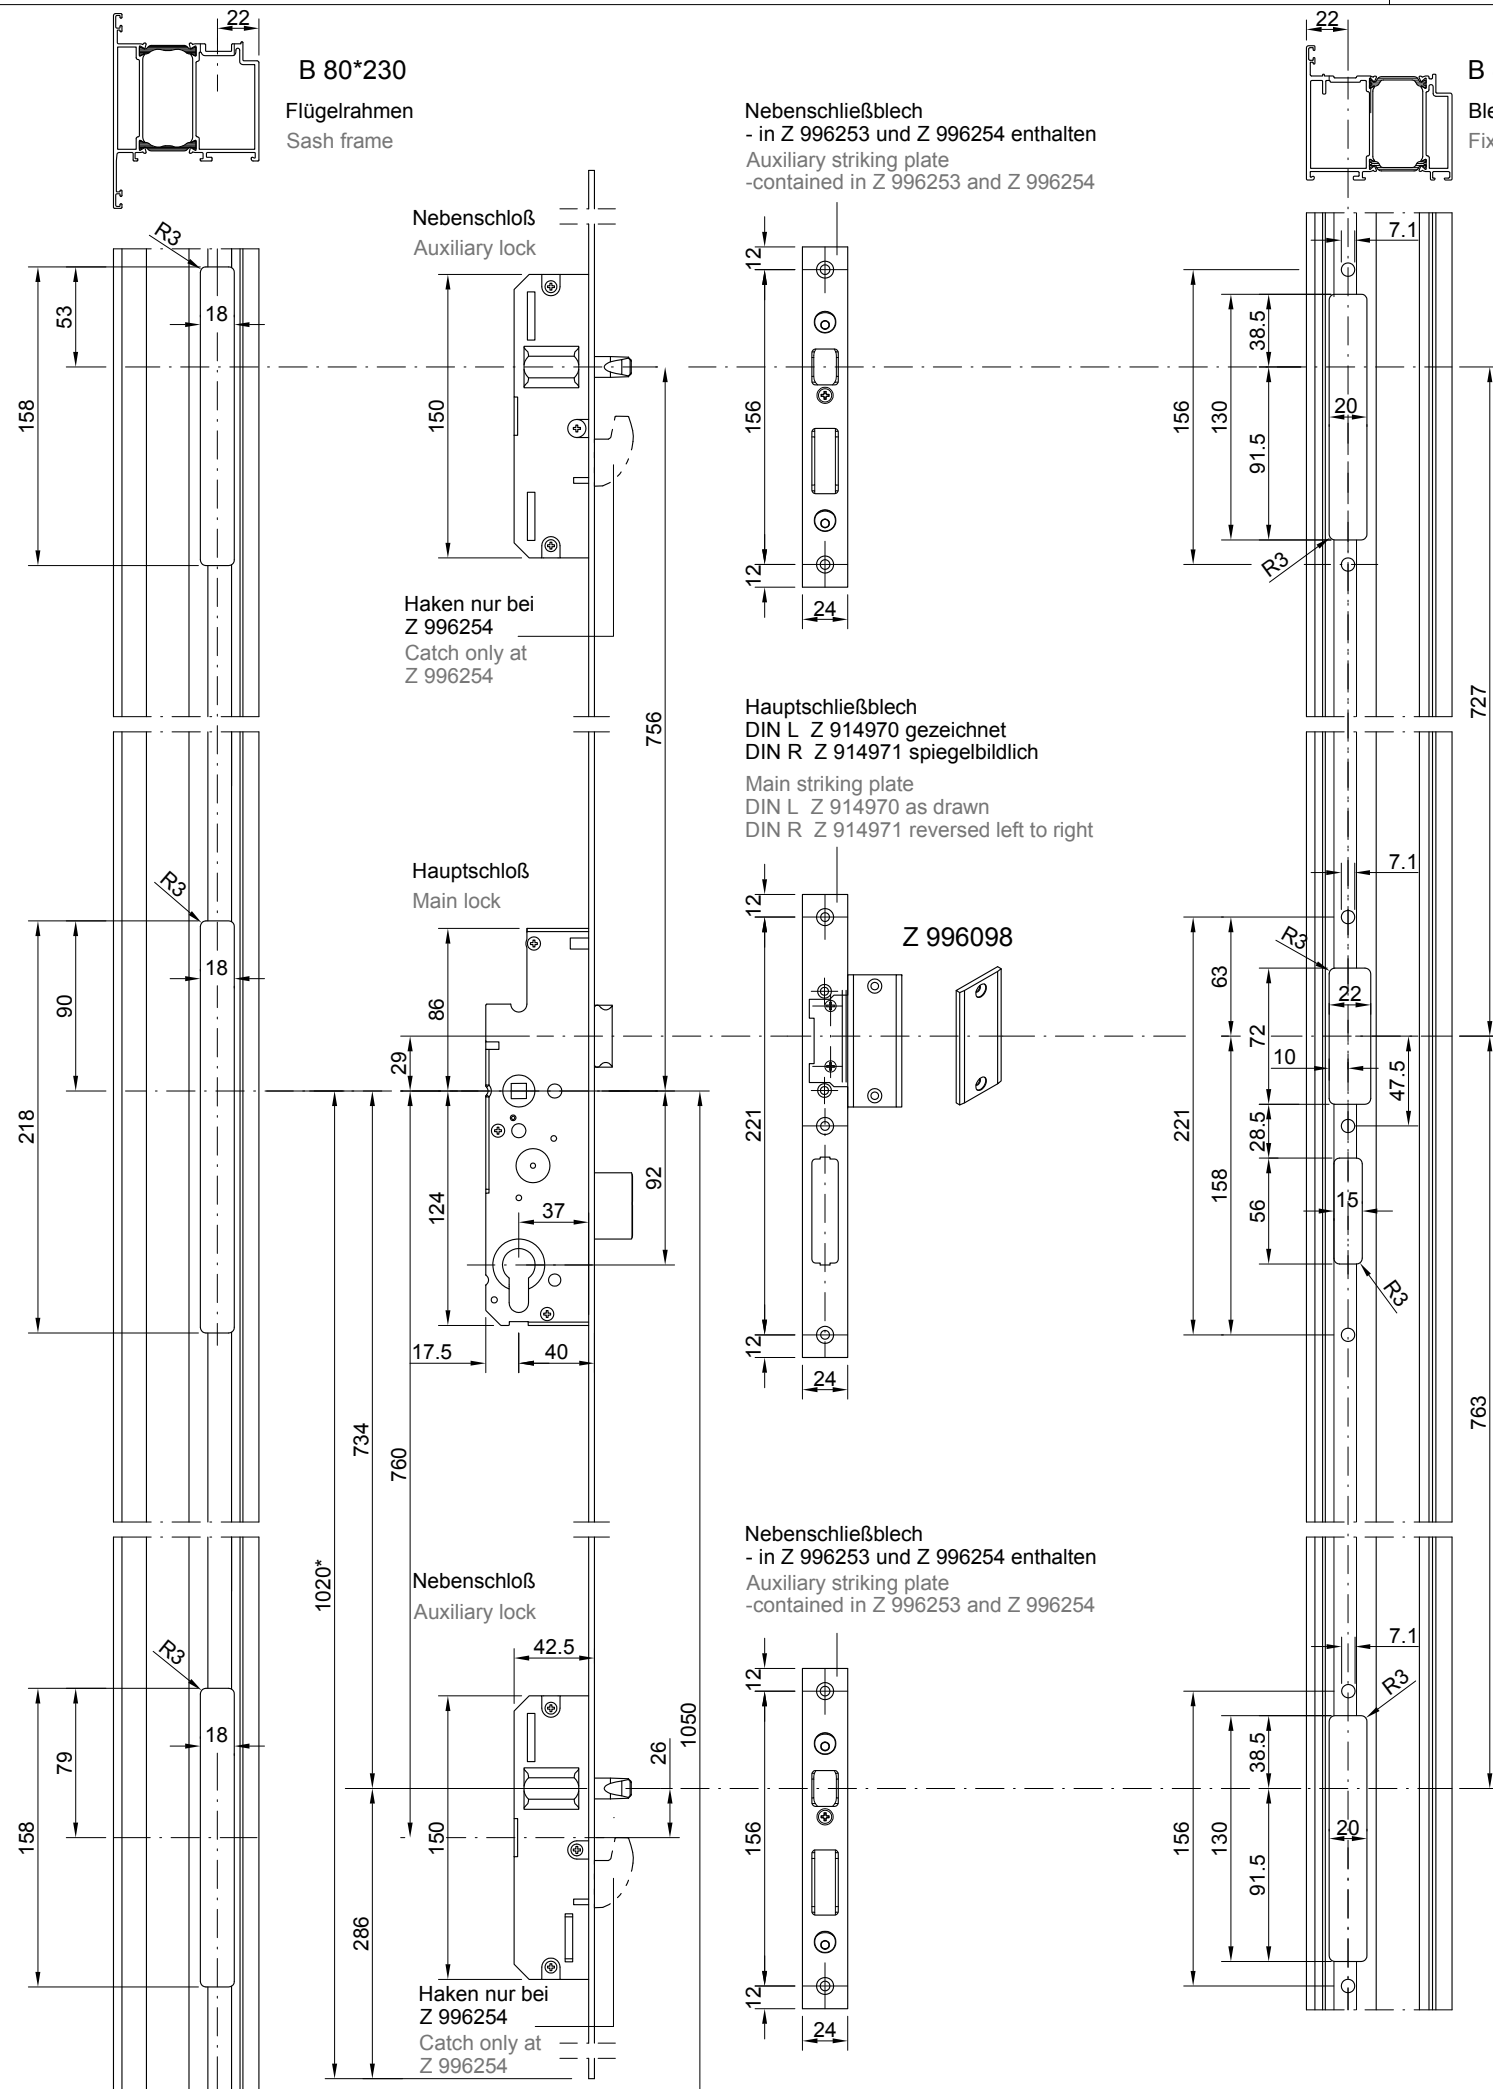 22
B 80*230
Flügelrahmen
Sash frame
Nebenschließblech
- in Z 996253 und Z 996254 enthalten
Auxiliary striking plate
-contained in Z 996253 and Z 996254
22
B
Ble
Fix
Nebenschloß
Auxiliary lock
R3
53
18
158
150
12
156
12
24
7.1
156
130
38.5
91.5
20
R3
Haken nur bei
Z 996254
Catch only at
Z 996254
756
727
Hauptschließblech
DIN L Z 914970 gezeichnet
DIN R Z 914971 spiegelbildlich
Main striking plate
DIN L Z 914970 as drawn
DIN R Z 914971 reversed left to right
Hauptschloß
Main lock
R3
18
90
218
86
29
124
37
92
17.5
40
12
221
12
24
Z 996098
7.1
R3
63
22
72
10
47.5
28.5
221
158
56
15
R3
734
760
1020*
763
Nebenschließblech
- in Z 996253 und Z 996254 enthalten
Auxiliary striking plate
-contained in Z 996253 and Z 996254
Nebenschloß
Auxiliary lock
R3
18
79
158
42.5
150
1050
26
286
12
156
12
24
7.1
R3
38.5
156
130
20
91.5
Haken nur bei
Z 996254
Catch only at
Z 996254